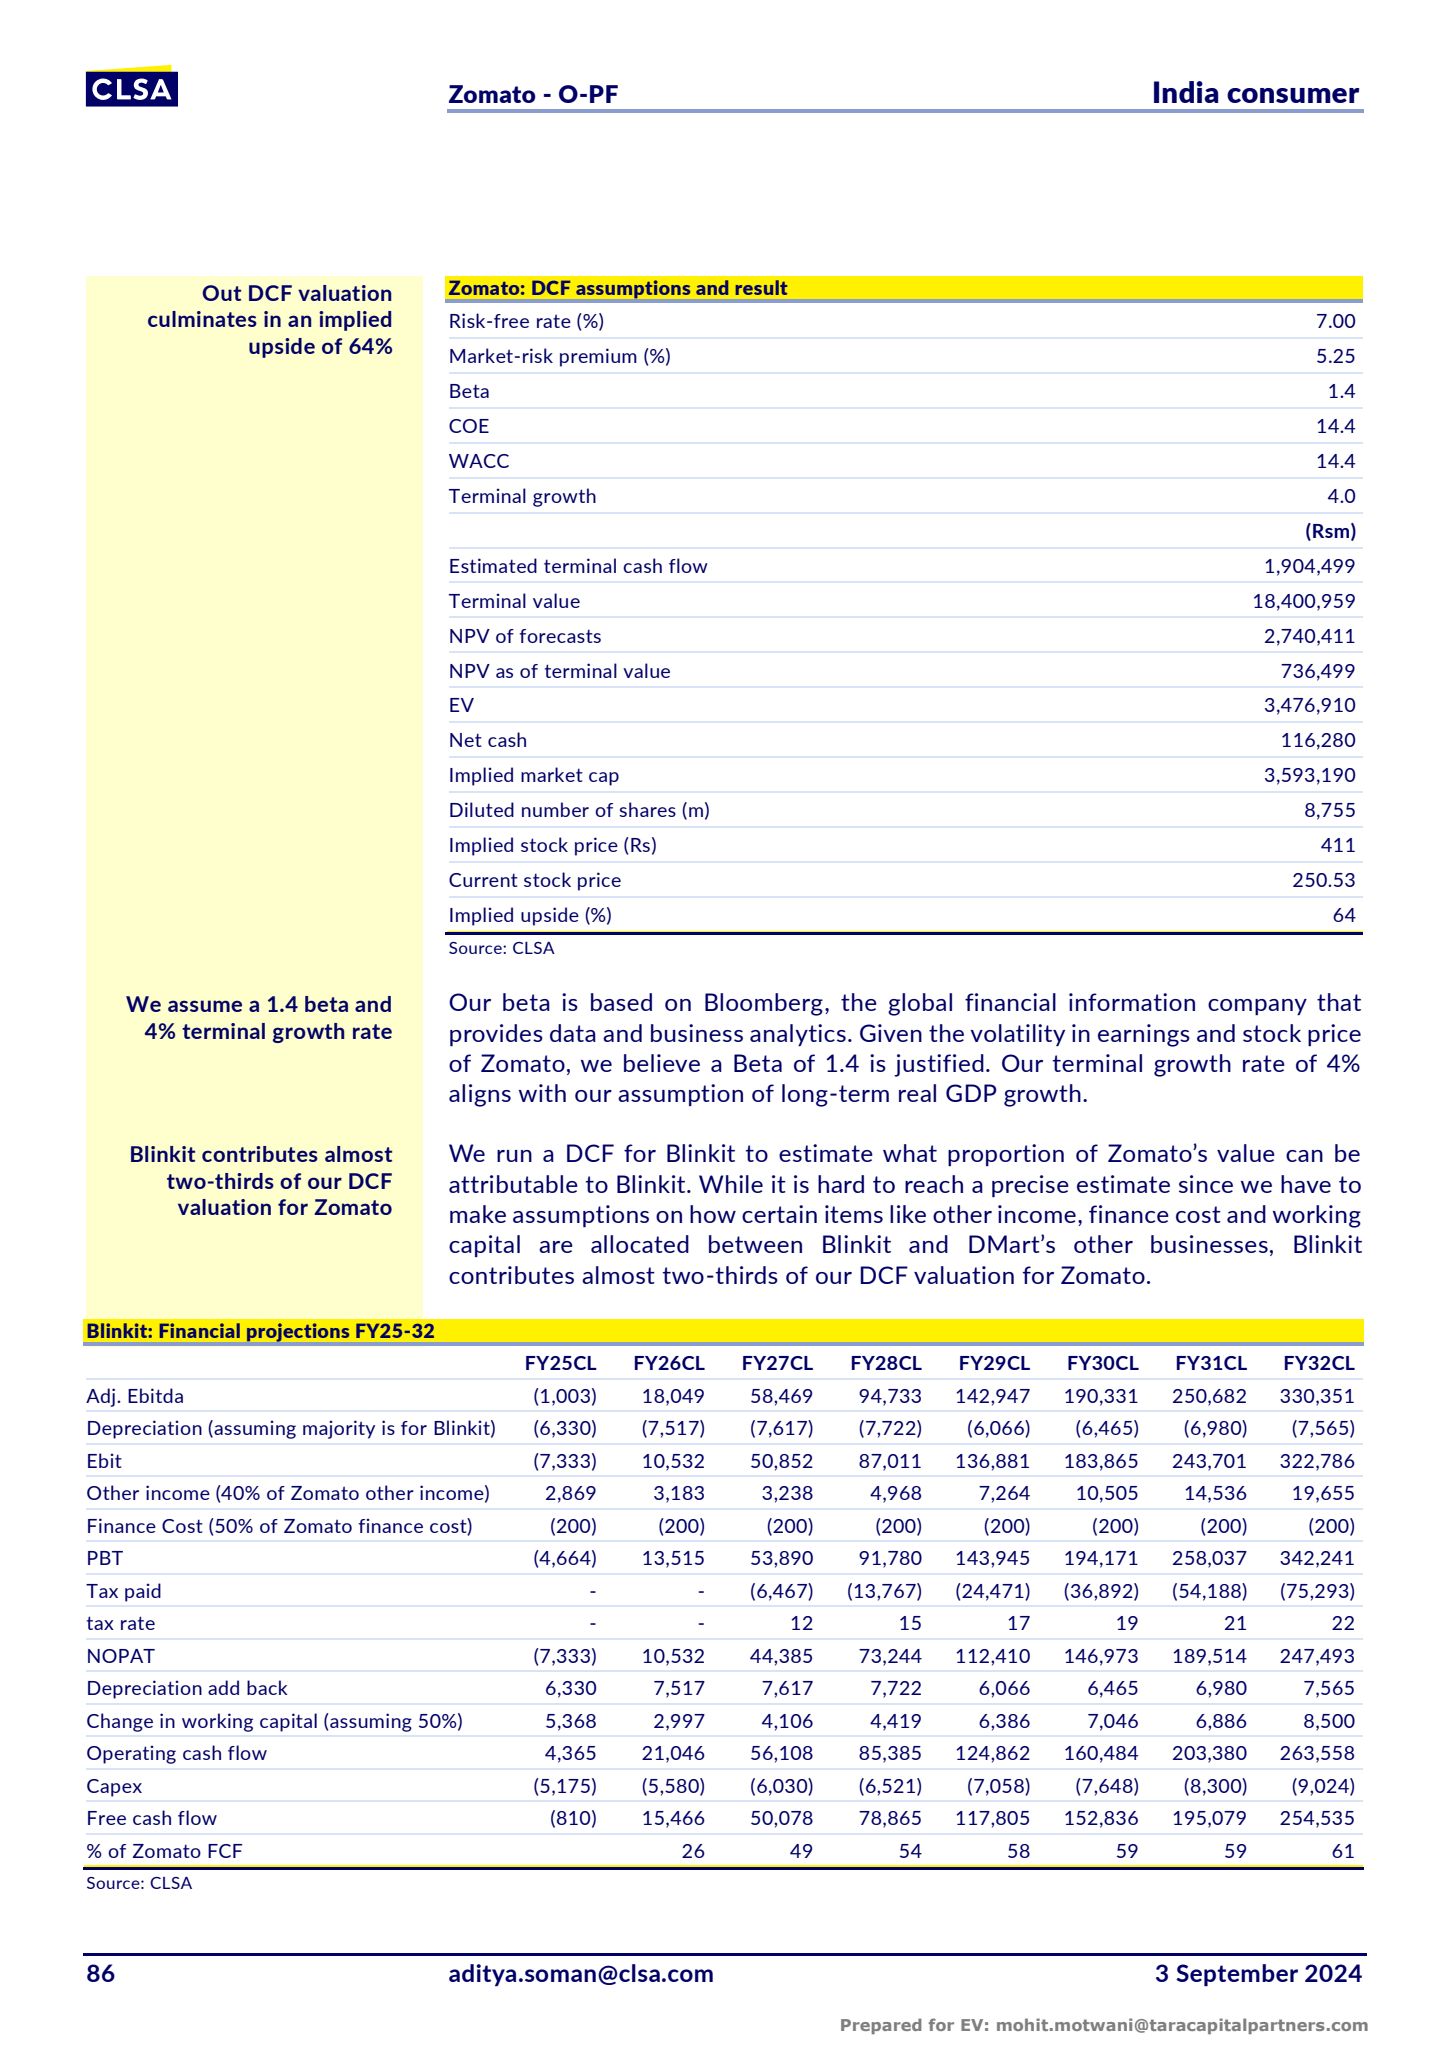 CLSA
Zomato - O-PF India consumer
Out DCF valuation
culminates in an implied
upside of 64%
Zomato: DCF assumptions and result
Risk-free rate (%) 7.00
Market-risk premium (%) 5.25
Beta 1.4
COE 14.4
WACC 14.4
Terminal growth 4.0
(Rsm)
Estimated terminal cash flow 1,904,499
Terminal value 18,400,959
NPV of forecasts 2,740,411
NPV as of terminal value 736,499
EV 3,476,910
Net cash 116,280
Implied market cap 3,593,190
Diluted number of shares (m) 8,755
Implied stock price (Rs) 411
Current stock price 250.53
Implied upside (%) 64
Source: CLSA
We assume a 1.4 beta and
4% terminal growth rate
Our beta is based on Bloomberg, the global financial information company that
provides data and business analytics. Given the volatility in earnings and stock price
of Zomato, we believe a Beta of 1.4 is justified. Our terminal growth rate of 4%
aligns with our assumption of long-term real GDP growth.
Blinkit contributes almost
two-thirds of our DCF
valuation for Zomato
We run a DCF for Blinkit to estimate what proportion of Zomato’s value can be
attributable to Blinkit. While it is hard to reach a precise estimate since we have to
make assumptions on how certain items like other income, finance cost and working
capital are allocated between Blinkit and DMart’s other businesses, Blinkit
contributes almost two-thirds of our DCF valuation for Zomato.
Blinkit: Financial projections FY25-32
FY25CL FY26CL FY27CL FY28CL FY29CL FY30CL FY31CL FY32CL
Adj. Ebitda (1,003) 18,049 58,469 94,733 142,947 190,331 250,682 330,351
Depreciation (assuming majority is for Blinkit) (6,330) (7,517) (7,617) (7,722) (6,066) (6,465) (6,980) (7,565)
Ebit (7,333) 10,532 50,852 87,011 136,881 183,865 243,701 322,786
Other income (40% of Zomato other income) 2,869 3,183 3,238 4,968 7,264 10,505 14,536 19,655
Finance Cost (50% of Zomato finance cost) (200) (200) (200) (200) (200) (200) (200) (200)
PBT (4,664) 13,515 53,890 91,780 143,945 194,171 258,037 342,241
Tax paid - - (6,467) (13,767) (24,471) (36,892) (54,188) (75,293)
tax rate - - 12 15 17 19 21 22
NOPAT (7,333) 10,532 44,385 73,244 112,410 146,973 189,514 247,493
Depreciation add back 6,330 7,517 7,617 7,722 6,066 6,465 6,980 7,565
Change in working capital (assuming 50%) 5,368 2,997 4,106 4,419 6,386 7,046 6,886 8,500
Operating cash flow 4,365 21,046 56,108 85,385 124,862 160,484 203,380 263,558
Capex (5,175) (5,580) (6,030) (6,521) (7,058) (7,648) (8,300) (9,024)
Free cash flow (810) 15,466 50,078 78,865 117,805 152,836 195,079 254,535
% of Zomato FCF 26 49 54 58 59 59 61
Source: CLSA
86 aditya.soman@clsa.com 3 September 2024
Prepared for EV: mohit.motwani@taracapitalpartners.com